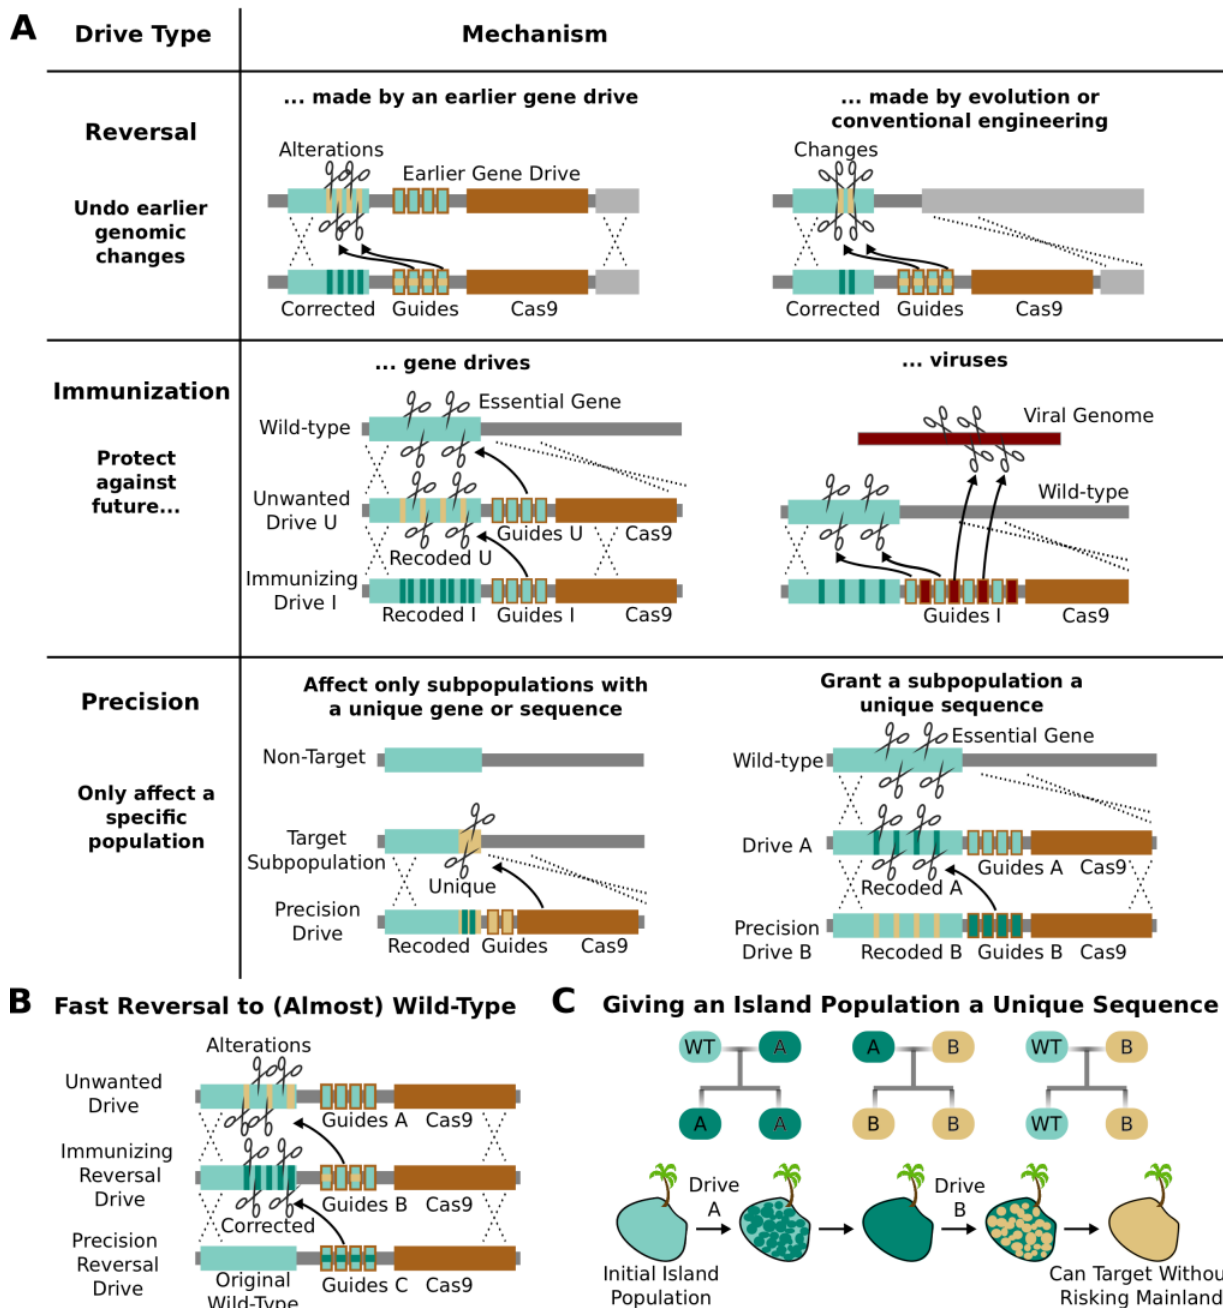 A
Drive Type
Mechanism
Reversal
Undo earlier
genomic
changes
... made by an earlier gene drive
Alterations
Earlier Gene Drive
Corrected
Guides
Cas9
... made by evolution or
conventional engineering
Changes
Corrected
Guides
Cas9
Immunization
Protect
against
future...
... gene drives
Essential Gene
Wild-type
Unwanted
Drive U
Guides U
Cas9
Recoded U
Immunizing
Drive I
Recoded I
Guides I
Cas9
... viruses
Viral Genome
Wild-type
Guides I
Cas9
Precision
Only affect a
specific
population
Affect only subpopulations with
a unique gene or sequence
Non-Target
Target
Subpopulation
Unique
Precision
Drive
Recoded
Guides
Cas9
Grant a subpopulation a
unique sequence
Essential Gene
Wild-type
Drive A
Guides A
Cas9
Recoded A
Precision
Drive B
Recoded B
Guides B
Cas9
B
Fast Reversal to (Almost) Wild-Type
Alterations
Unwanted
Drive
Guides A
Cas9
Immunizing
Reversal
Drive
Guides B
Cas9
Corrected
Precision
Reversal
Drive
Original
Wild-Type
Guides C
Cas9
C
Giving an Island Population a Unique Sequence
WT
A
A
B
WT
B
A
A
B
B
WT
B
Drive
A
Drive
B
Initial Island
Population
Can Target Without
Risking Mainland